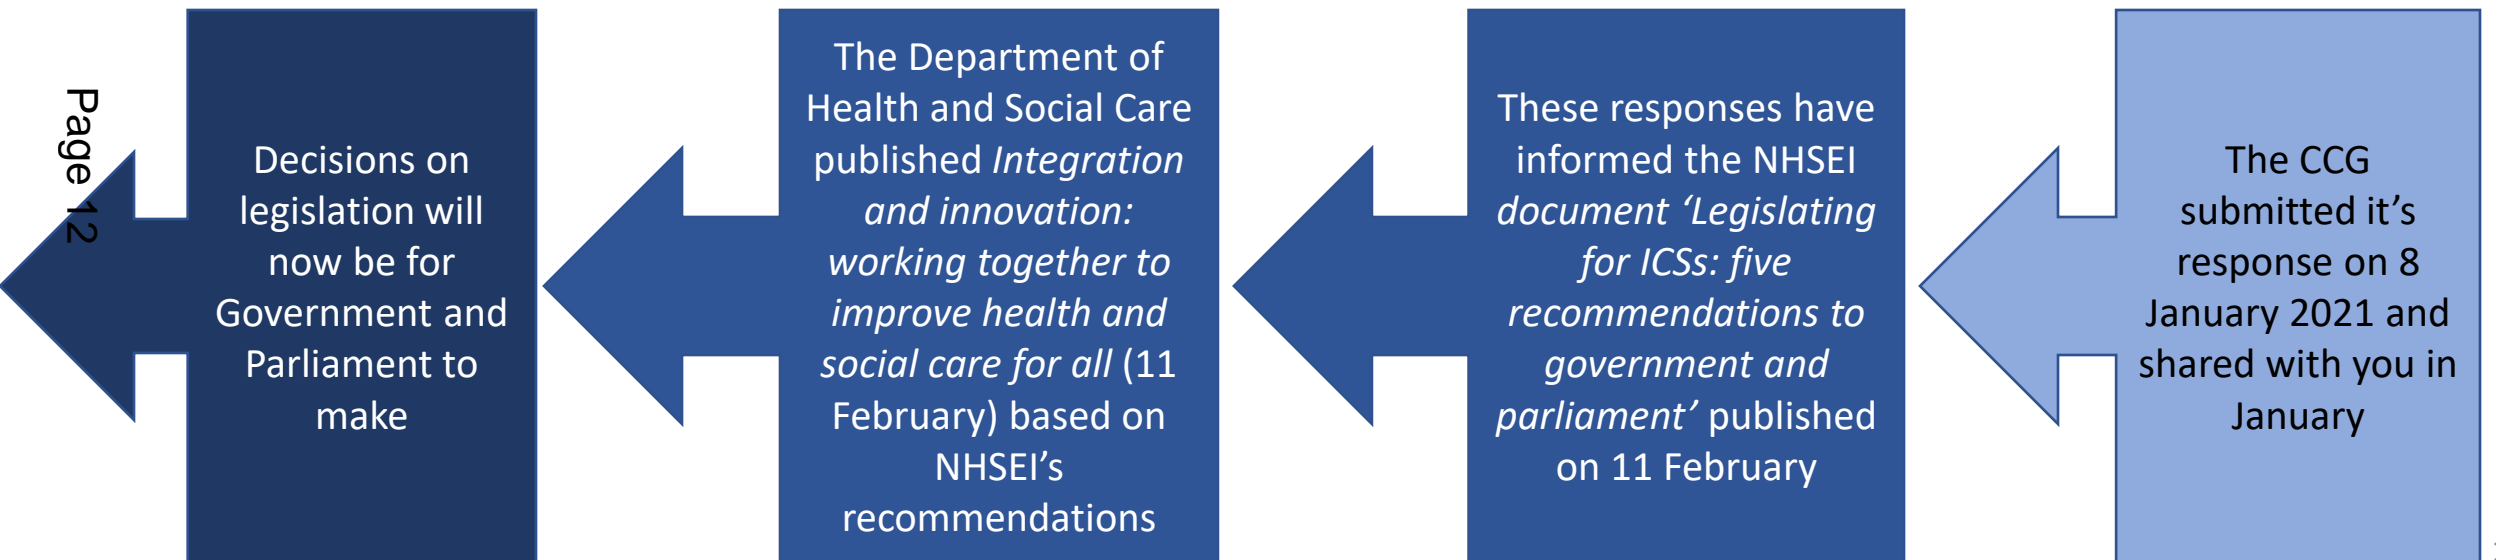 Page 12
Decisions on
legislation will
now be for
Government and
Parliament to
make
The Department of
Health and Social Care
published Integration
and innovation:
working together to
improve health and
social care for all (11
February) based on
NHSEI’s
recommendations
These responses have
informed the NHSEI
document ‘Legislating
for ICSs: five
recommendations to
government and
parliament’ published
on 11 February
The CCG
submitted it’s
response on 8
January 2021 and
shared with you in
January